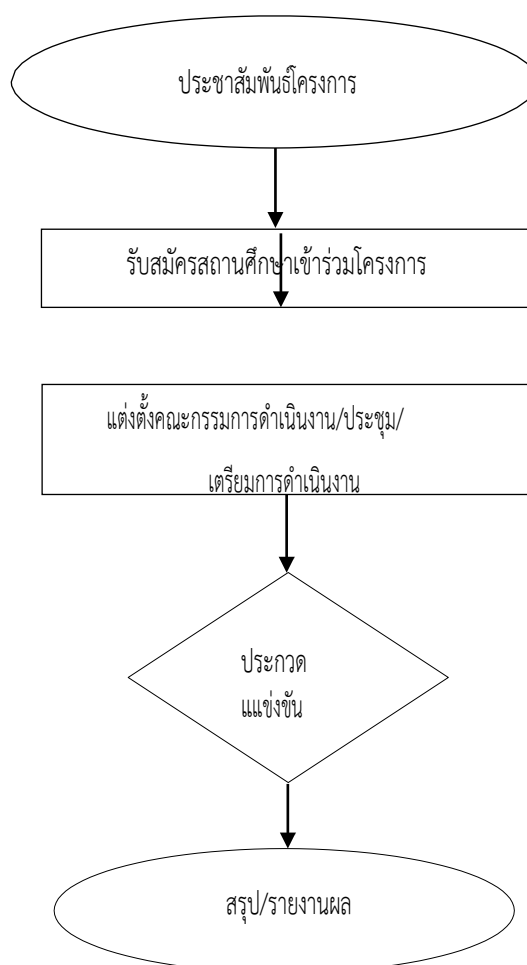 ประชาสัมพันธ์โครงการ
รับสมัครสถานศึกษาเข้าร่วมโครงการ
แต่งตั้งคณะกรรมการดำเนินงาน/ประชุม/
เตรียมการดำเนินงาน
ประกวด
แแข่งขัน
สรุป/รายงานผล